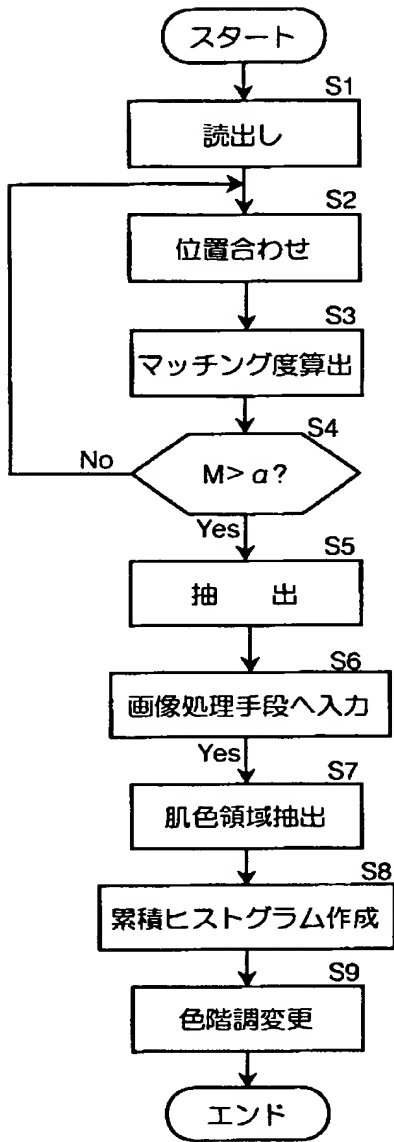 スタート
S1
読出し
S2
位置合わせ
S3
マッチング度算出
S4
No
M> α?
Yes
S5
抽　出
S6
画像処理手段へ入力
Yes
S7
肌色領域抽出
S8
累積ヒストグラム作成
S9
色階調変更
エンド